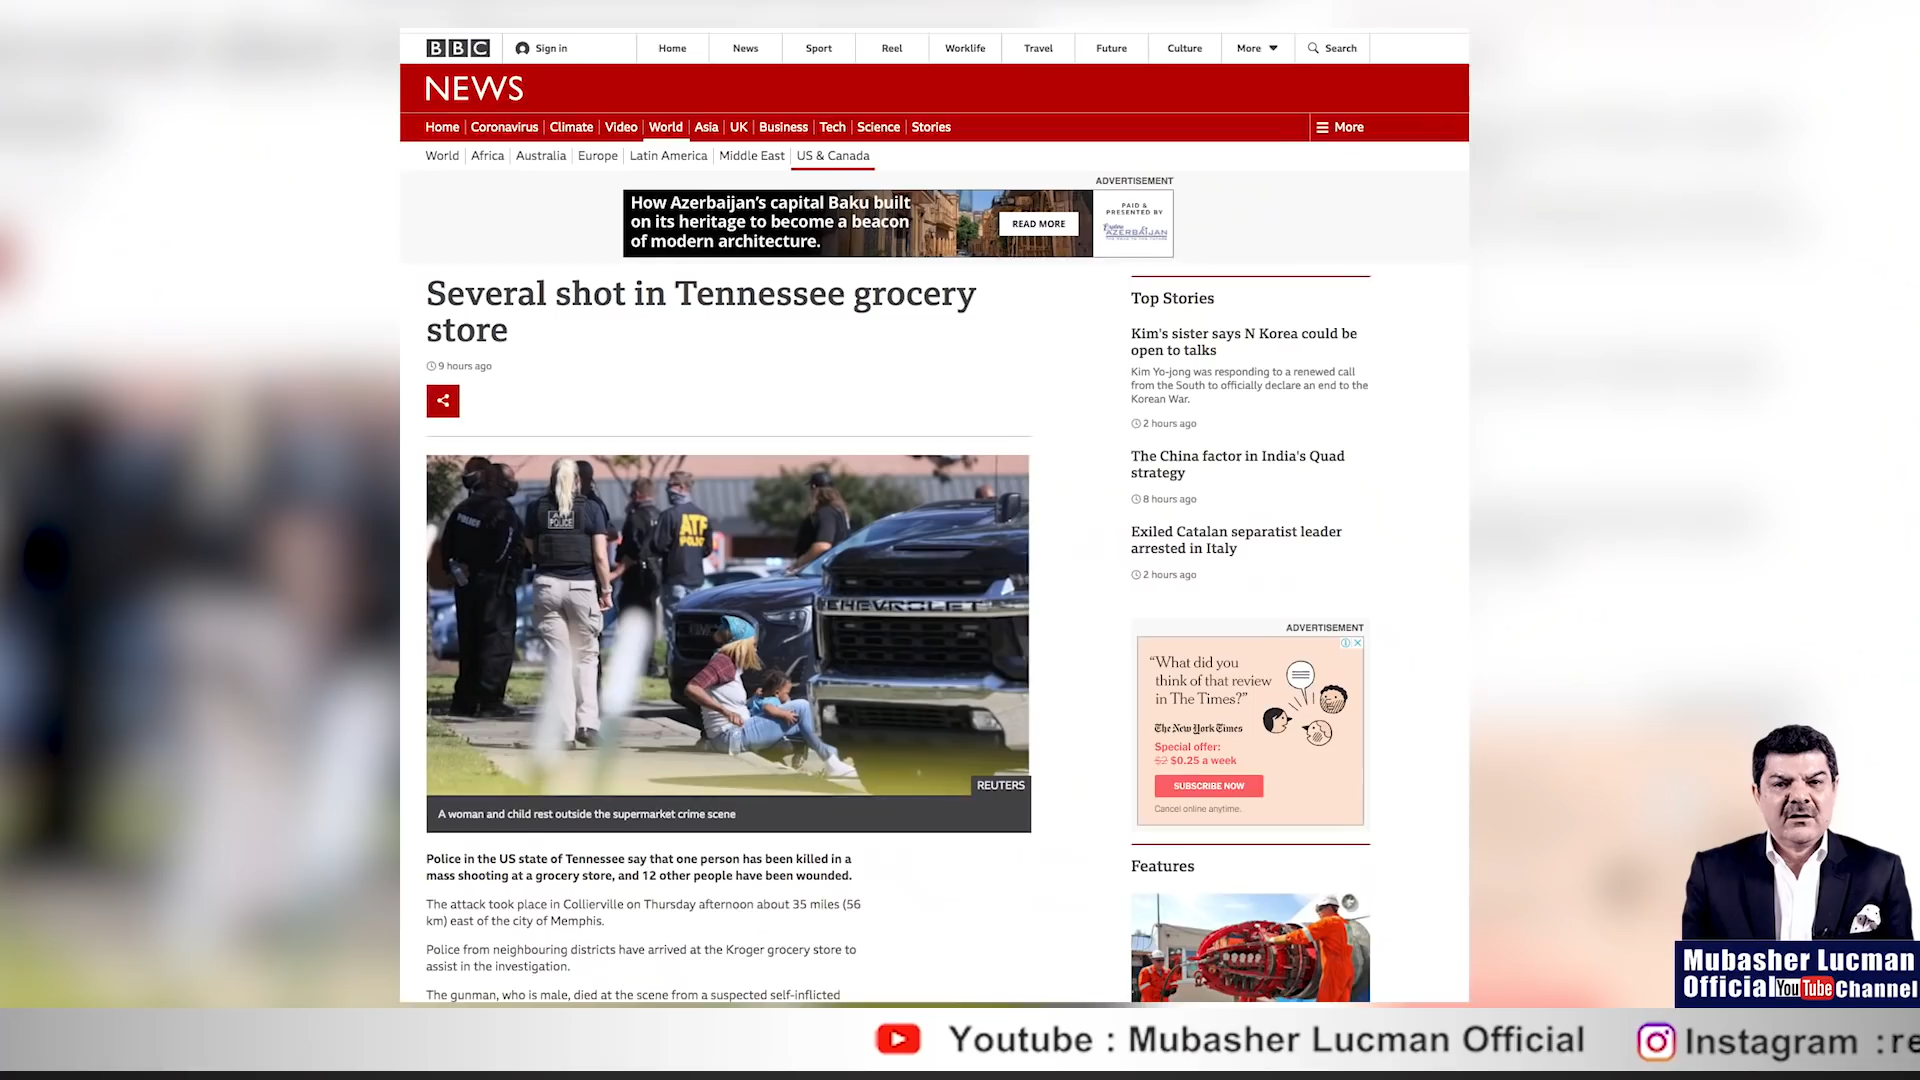 BBC
Sign in
Home
News
Sport
Reel
Worklife
Travel
Future
Culture
More
Search
NEWS
Home
Coronavirus
Climate
Video
World
Asia
UK
Business
Tech
Science
Stories
More
World
Africa
Australia
Europe
Latin America
Middle East
US & Canada
ADVERTISEMENT
How Azerbaijan's capital Baku built
on its heritage to become a beacon
of modern architecture.
READ MORE
PAID &
PRESENTED BY
AZERBAIJAN
Several shot in Tennessee grocery
store
9 hours ago
POLICE
POLICE
ATF
POLICE
CHEVROLET
REUTERS
A woman and child rest outside the supermarket crime scene
Police in the US state of Tennessee say that one person has been killed in a
mass shooting at a grocery store, and 12 other people have been wounded.
The attack took place in Collierville on Thursday afternoon about 35 miles (56
km) east of the city of Memphis.
Police from neighbouring districts have arrived at the Kroger grocery store to
assist in the investigation.
The gunman, who is male, died at the scene from a suspected self-inflicted
Top Stories
Kim's sister says N Korea could be
open to talks
Kim Yo-jong was responding to a renewed call
from the South to officially declare an end to the
Korean War.
2 hours ago
The China factor in India's Quad
strategy
8 hours ago
Exiled Catalan separatist leader
arrested in Italy
2 hours ago
ADVERTISEMENT
“What did you
think of that review
in The Times?”
The New York Times
Special offer:
$2 $0.25 a week
SUBSCRIBE NOW
Cancel online anytime.
Features
Mubasher Lucman
Official YouTube Channel
Youtube : Mubasher Lucman Official
Instagram :re